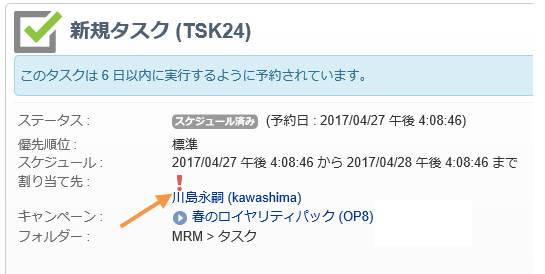 新規タスク (TSK24)
このタスクは 6 日以内に実行するように予約されています。
ステータス : スケジュール済み (予約日 : 2017/04/27 午後 4:08:46)
優先順位 : 標準
スケジュール : 2017/04/27 午後 4:08:46 から 2017/04/28 午後 4:08:46 まで
割り当て先 :
川島永嗣 (kawashima)
キャンペーン : 春のロイヤリティパック (OP8)
フォルダー : MRM > タスク